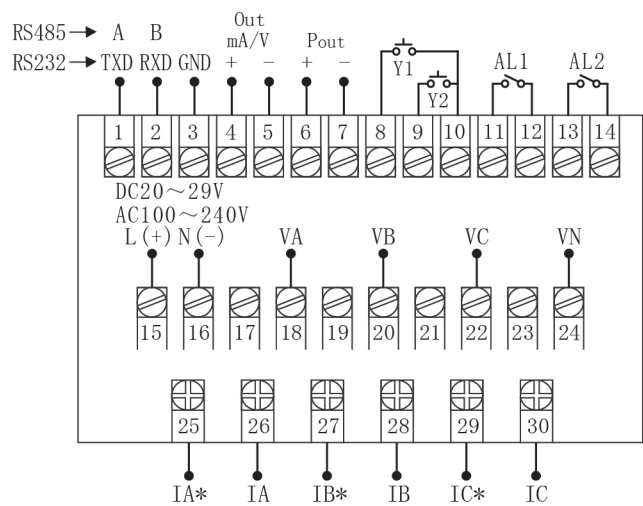 RS485 A B Out mA/V Pout
RS232 TXD RXD GND + − + − Y1 Y2 AL1 AL2
1 2 3 4 5 6 7 8 9 10 11 12 13 14
DC20～29V
AC100～240V
L(+) N(-) VA VB VC VN
15 16 17 18 19 20 21 22 23 24
25 26 27 28 29 30
IA* IA IB* IB IC* IC